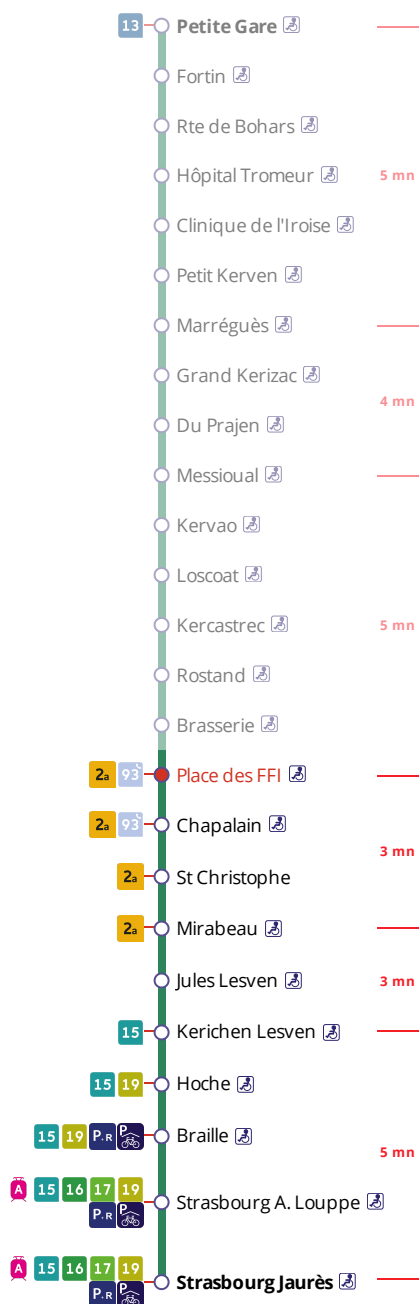 13 Petite Gare
Fortin
Rte de Bohars
Hôpital Tromeur 5 mn
Clinique de l'Iroise
Petit Kerven
Marréguès
Grand Kerizac
4 mn
Du Prajen
Messioual
Kervao
Loscoat
Kercastrec 5 mn
Rostand
Brasserie
2a 93 Place des FFI
2a 93 Chapalain
3 mn
2a St Christophe
2a Mirabeau
Jules Lesven 3 mn
15 Kerichen Lesven
15 19 Hoche
15 19 P+R P Braille
5 mn
A 15 16 17 19
Strasbourg A. Louppe
P+R P
A 15 16 17 19
Strasbourg Jaurès
P+R P